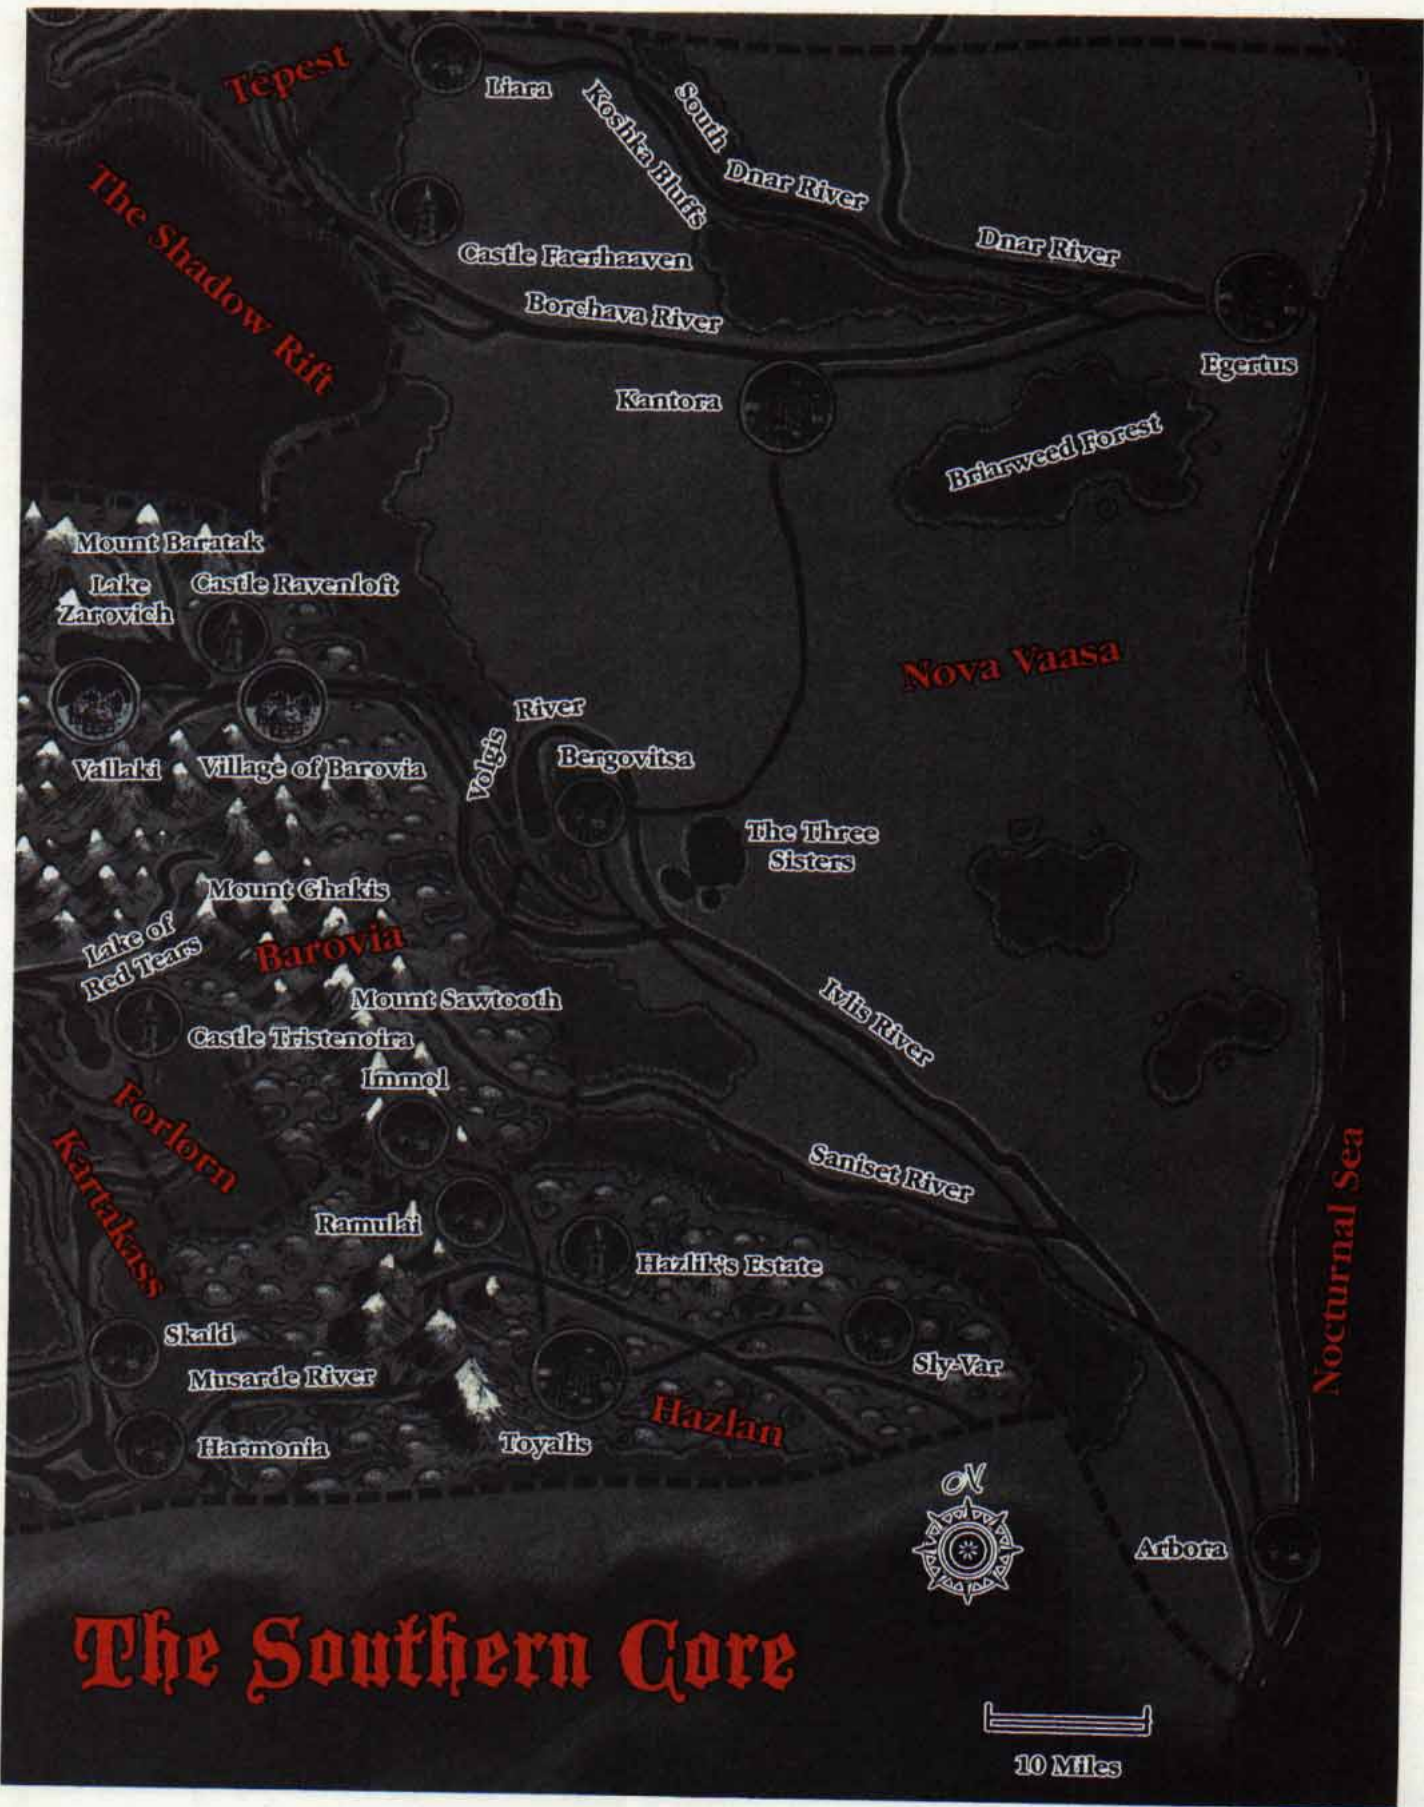 Tepest
Liara
Koshka Bluffs
South
Dnar River
Dnar River
The Shadow Rift
Castle Faerhaaven
Borchava River
Egertus
Kantora
Briarweed Forest
Mount Baratak
Lake
Zarovich
Castle Ravenloft
Nova Vaasa
Volgis
River
Bergovitsa
Vallaki
Village of Barovia
The Three
Sisters
Mount Ghakis
Lake of
Red Tears
Barovia
Mount Sawtooth
Ivlis River
Castle Tristenoira
Immol
Forlorn
Kartakass
Saniset River
Nocturnal Sea
Ramulai
Hazlik's Estate
Skald
Sly-Var
Musarde River
Hazlan
Harmonia
Toyalis
N
Arbora
The Southern Core
10 Miles